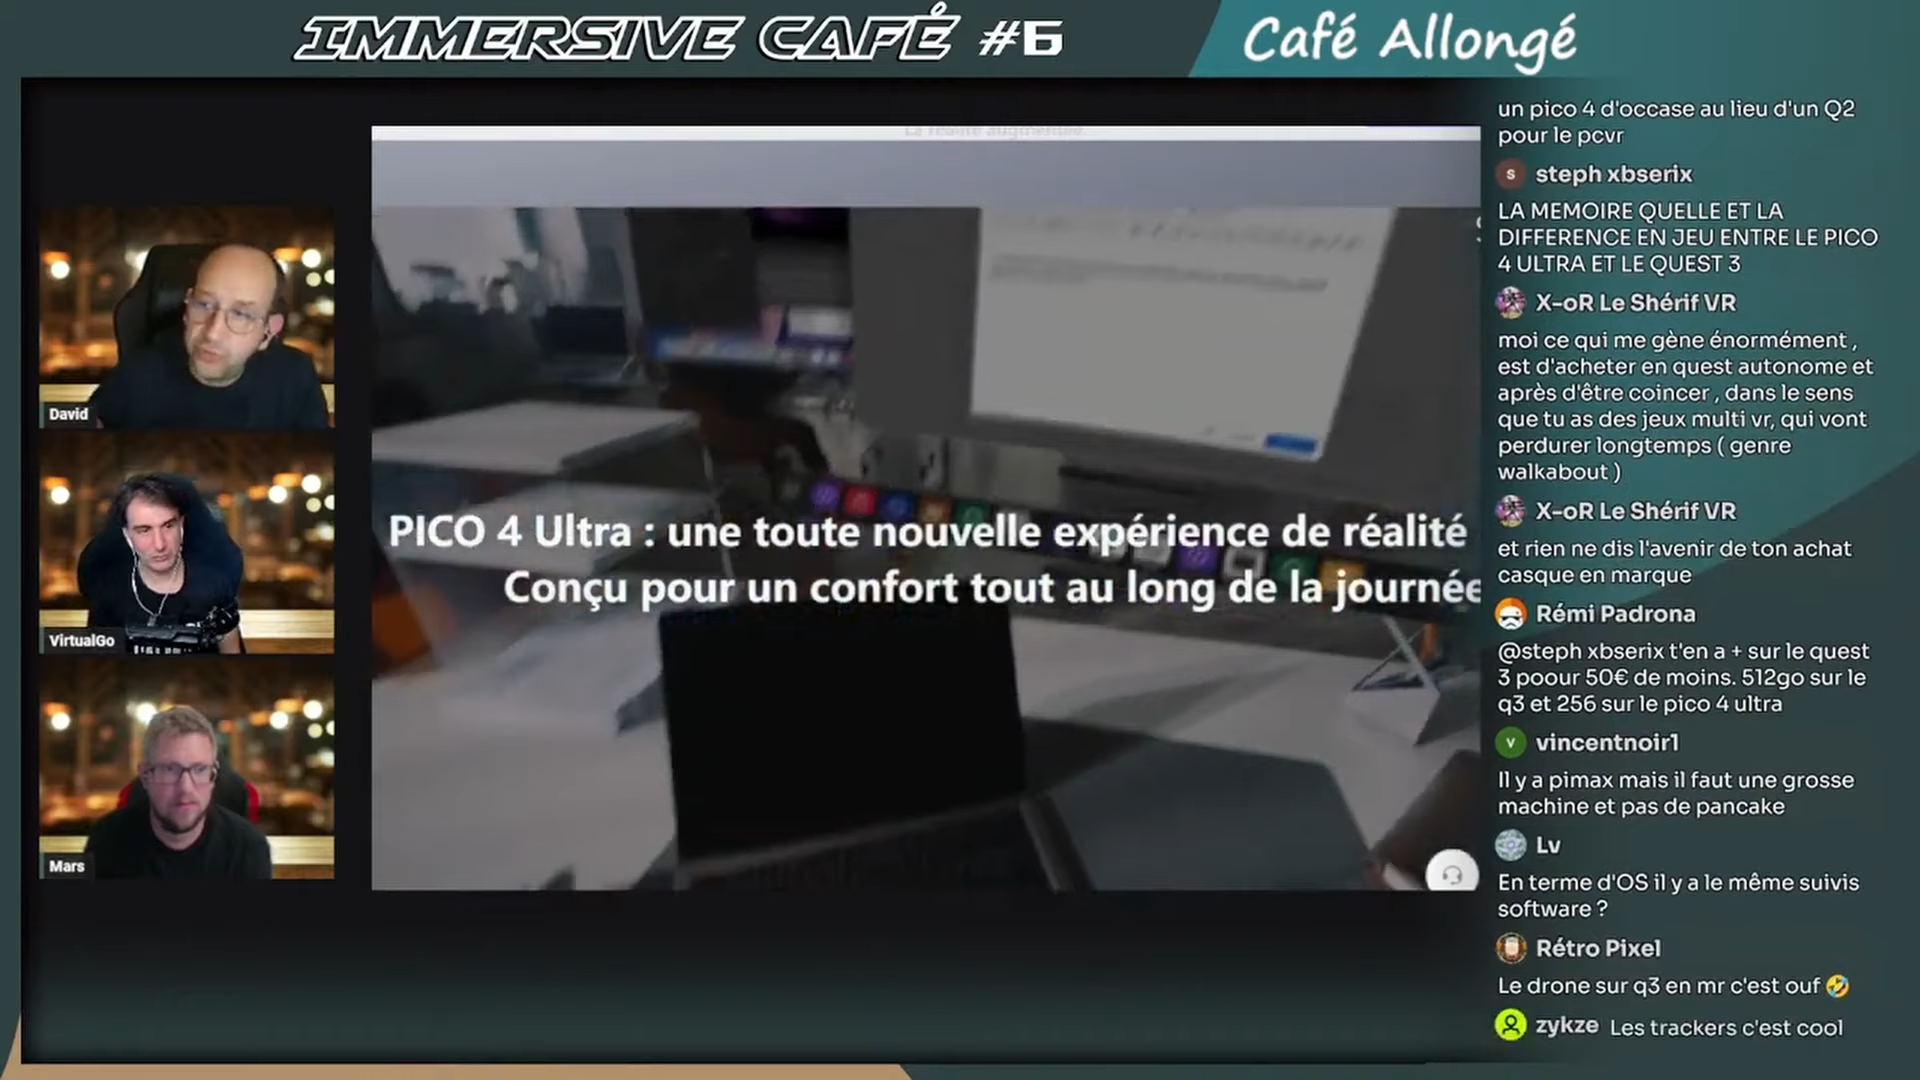 IMMERSIVE CAFÉ #6
Café Allongé
La réalité augmentée...
David
VirtualGo
Mars
PICO 4 Ultra : une toute nouvelle expérience de réalité
Conçu pour un confort tout au long de la journée
un pico 4 d'occase au lieu d'un Q2
pour le pcvr
s steph xbserix
LA MEMOIRE QUELLE ET LA
DIFFERENCE EN JEU ENTRE LE PICO
4 ULTRA ET LE QUEST 3
X-oR Le Shérif VR
moi ce qui me gène énormément ,
est d'acheter en quest autonome et
après d'être coincer , dans le sens
que tu as des jeux multi vr, qui vont
perdurer longtemps ( genre
walkabout )
X-oR Le Shérif VR
et rien ne dis l'avenir de ton achat
casque en marque
Rémi Padrona
@steph xbserix t'en a + sur le quest
3 poour 50€ de moins. 512go sur le
q3 et 256 sur le pico 4 ultra
v vincentnoir1
Il y a pimax mais il faut une grosse
machine et pas de pancake
Lv
En terme d'OS il y a le même suivis
software ?
Rétro Pixel
Le drone sur q3 en mr c'est ouf 🤣
zykze Les trackers c'est cool